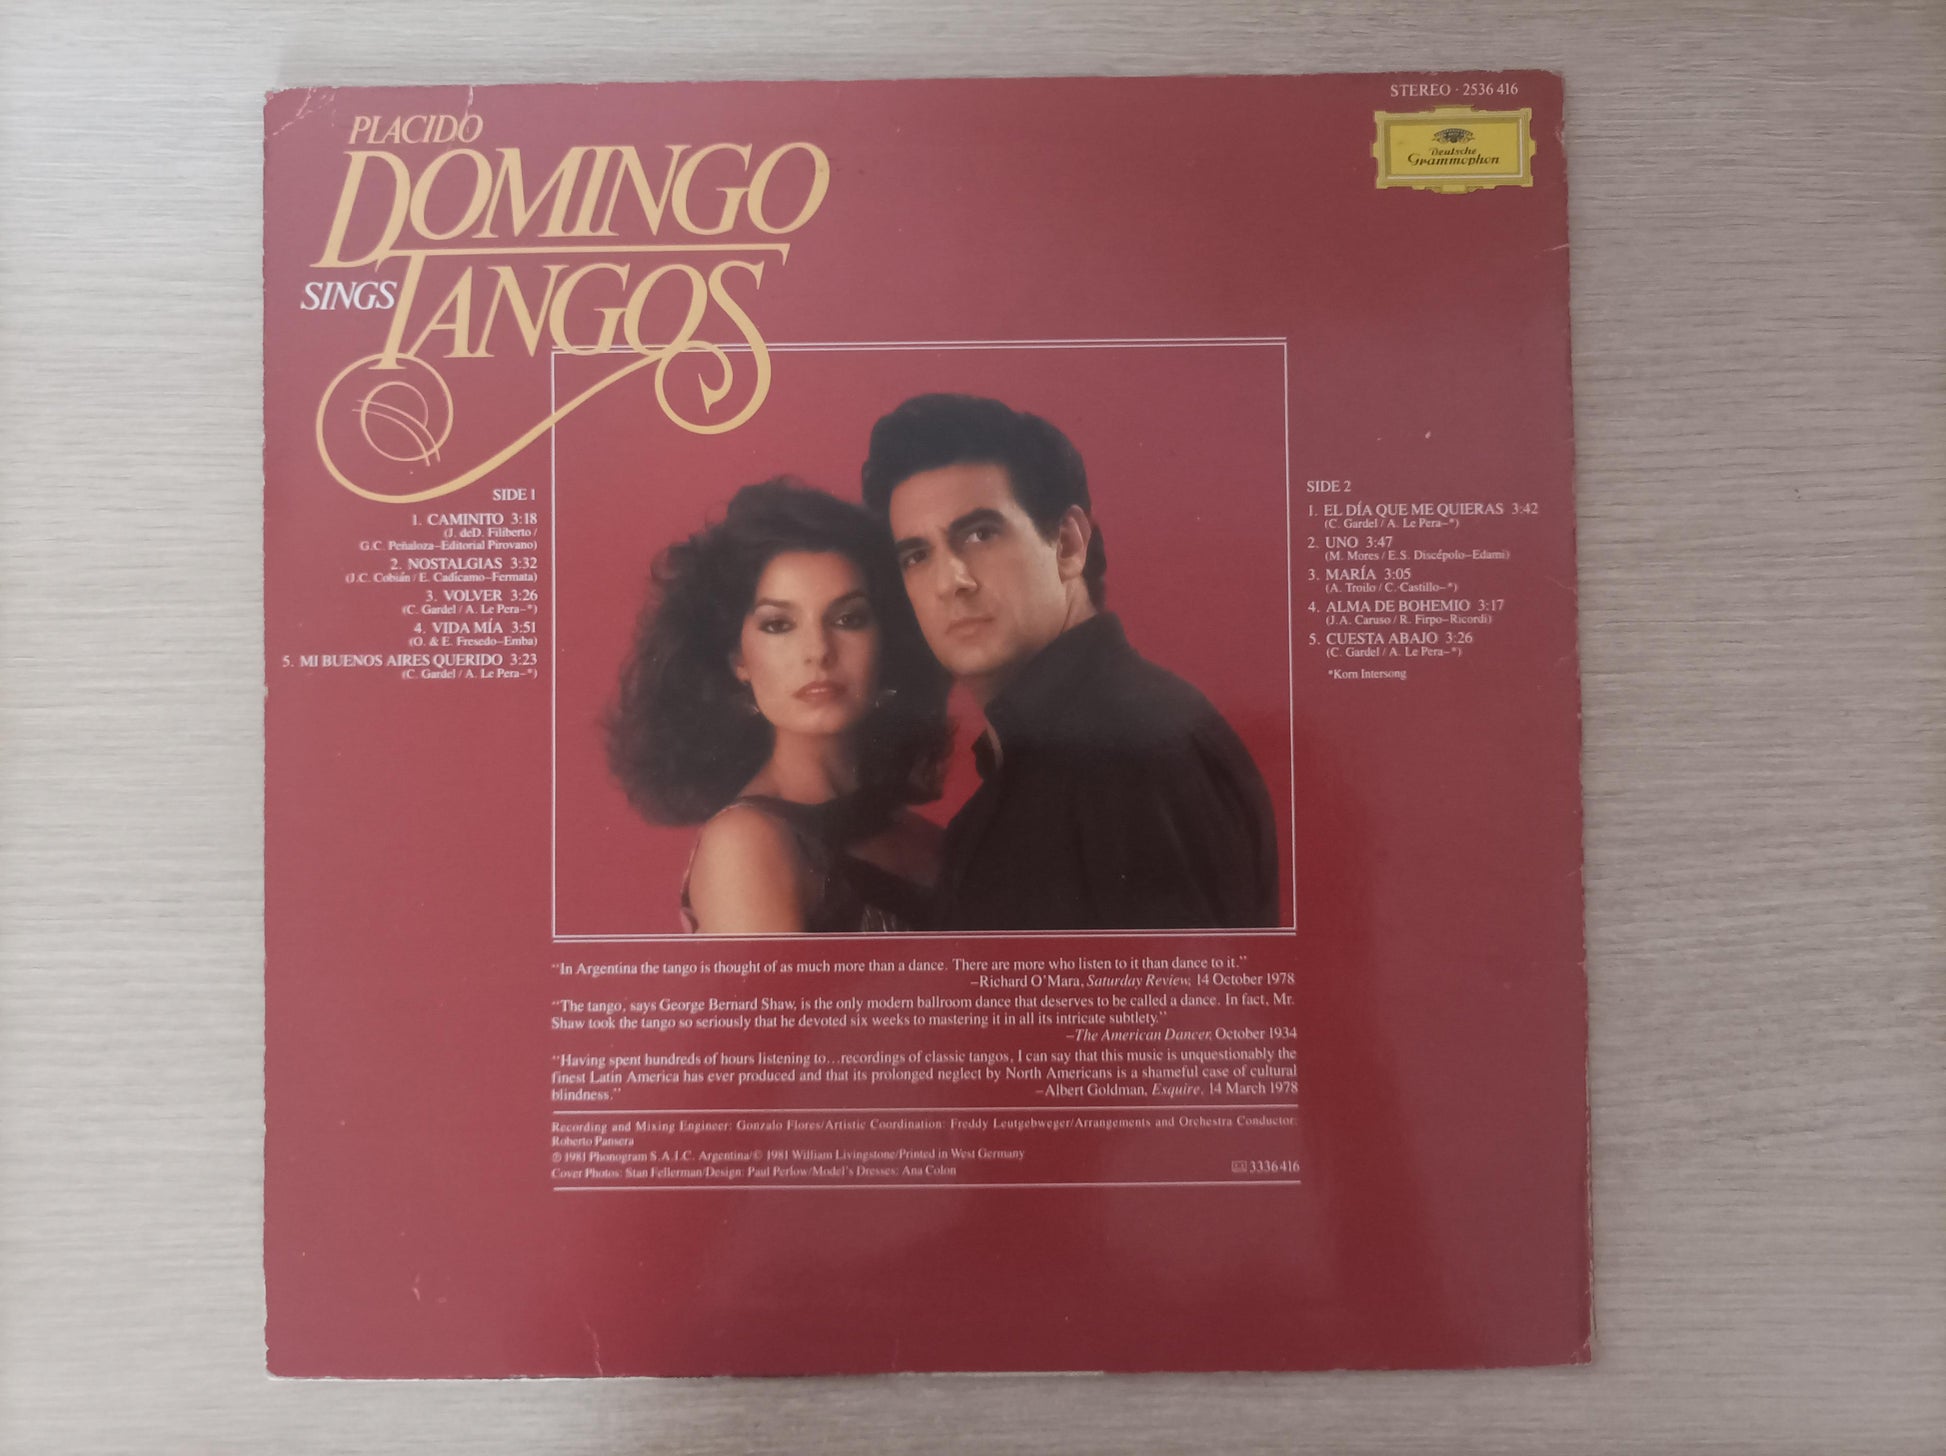 STEREO · 2536 416
Deutsche
Grammophon
PLACIDO
DOMINGO
SINGS
TANGOS
SIDE 1
1. CAMINITO 3:18
(J. deD. Filiberto /
G.C. Peñaloza–Editorial Pirovano)
2. NOSTALGIAS 3:32
(J.C. Cobián / E. Cadícamo–Fermata)
3. VOLVER 3:26
(C. Gardel / A. Le Pera–*)
4. VIDA MÍA 3:51
(O. & E. Fresedo–Emba)
5. MI BUENOS AIRES QUERIDO 3:23
(C. Gardel / A. Le Pera–*)
SIDE 2
1. EL DÍA QUE ME QUIERAS 3:42
(C. Gardel / A. Le Pera–*)
2. UNO 3:47
(M. Mores / E.S. Discépolo–Edami)
3. MARÍA 3:05
(A. Troilo / C. Castillo–*)
4. ALMA DE BOHEMIO 3:17
(J.A. Caruso / R. Firpo–Ricordi)
5. CUESTA ABAJO 3:26
(C. Gardel / A. Le Pera–*)
*Korn Intersong
"In Argentina the tango is thought of as much more than a dance. There are more who listen to it than dance to it."
–Richard O'Mara, Saturday Review, 14 October 1978
"The tango, says George Bernard Shaw, is the only modern ballroom dance that deserves to be called a dance. In fact, Mr.
Shaw took the tango so seriously that he devoted six weeks to mastering it in all its intricate subtlety."
–The American Dancer, October 1934
"Having spent hundreds of hours listening to...recordings of classic tangos, I can say that this music is unquestionably the
finest Latin America has ever produced and that its prolonged neglect by North Americans is a shameful case of cultural
blindness."
–Albert Goldman, Esquire, 14 March 1978
Recording and Mixing Engineer: Gonzalo Flores/Artistic Coordination: Freddy Leutgebweger/Arrangements and Orchestra Conductor:
Roberto Pansera
℗ 1981 Phonogram S.A.I.C. Argentina/© 1981 William Livingstone/Printed in West Germany
Cover Photos: Stan Fellerman/Design: Paul Perlow/Model's Dresses: Ana Colon
3336 416